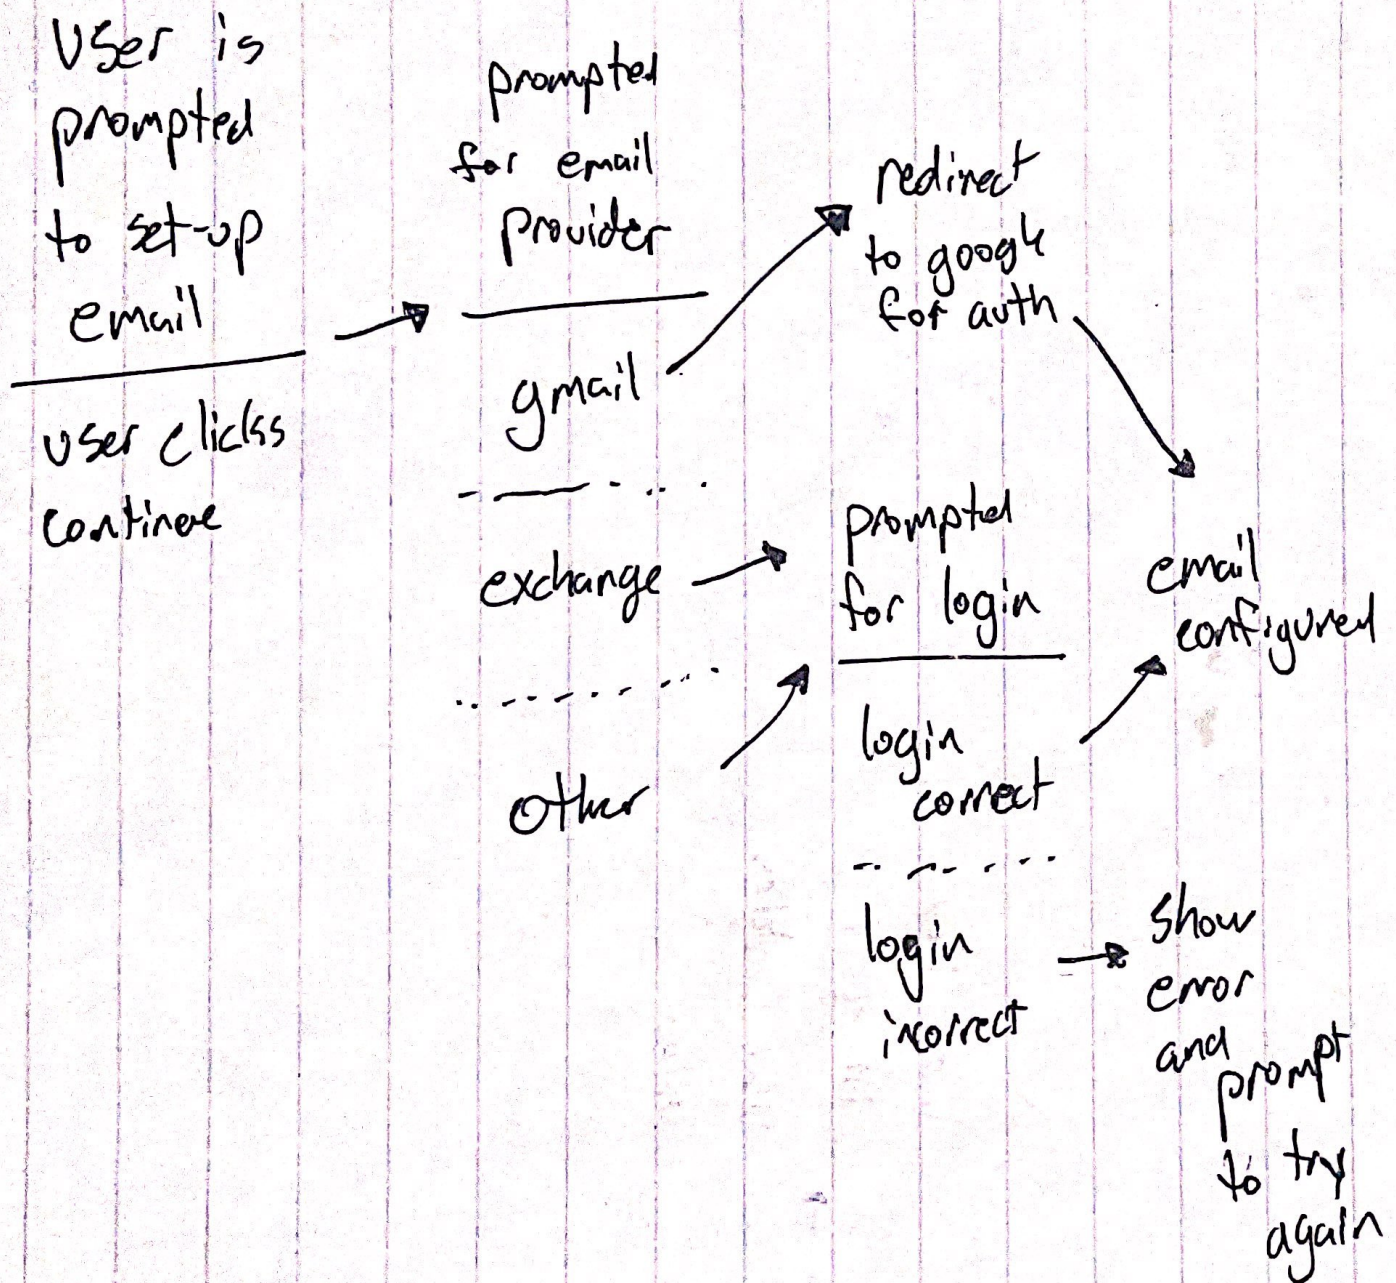 User is
prompted
to set-up
email
user clicks
continue
prompted
for email
provider
gmail
exchange
other
redirect
to google
for auth
prompted
for login
login
correct
login
incorrect
email
configured
show
error
and
prompt
to try
again